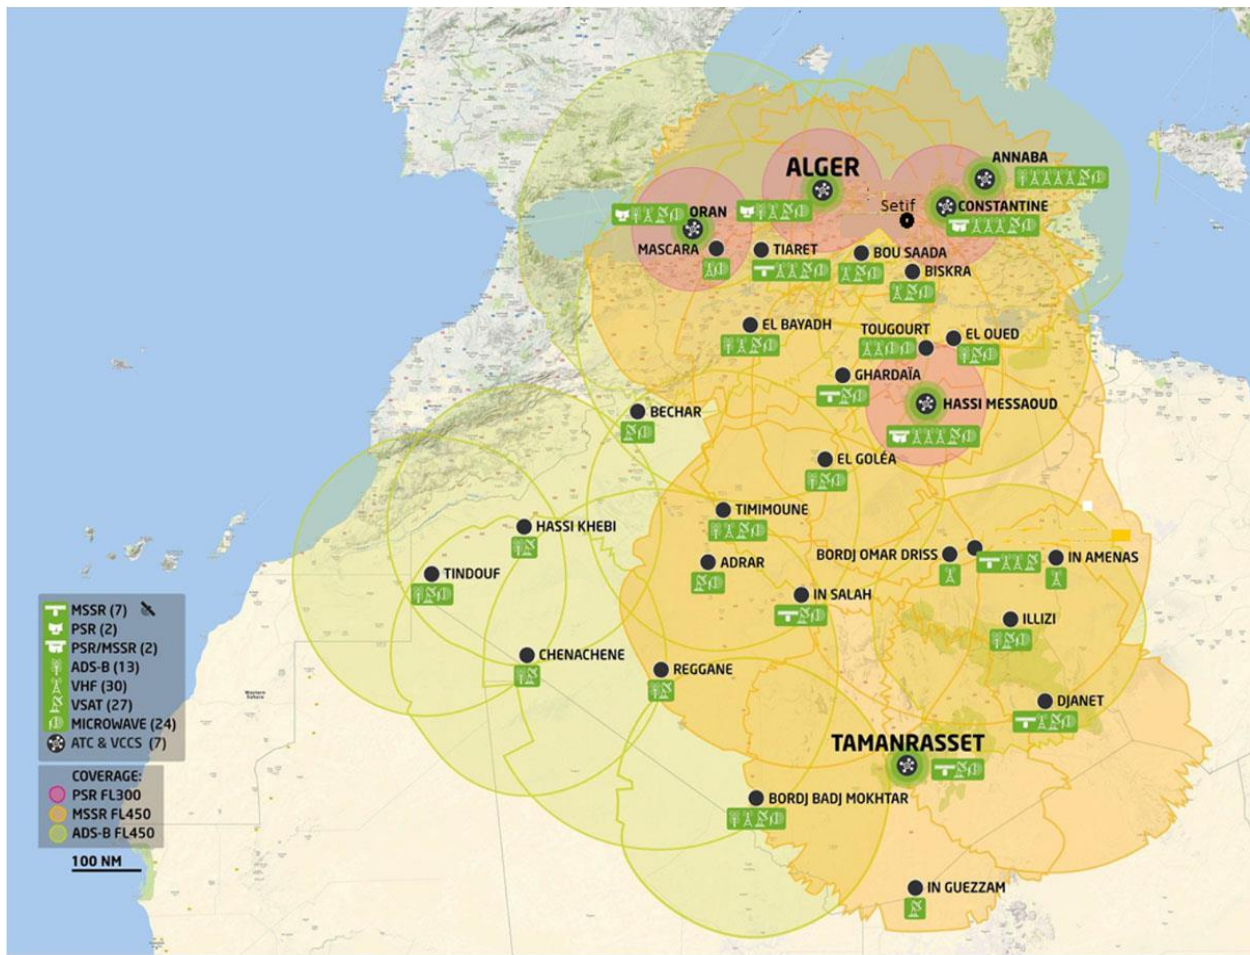 ANNABA
ALGER
Setif
CONSTANTINE
ORAN
MASCARA
TIARET
BOU SAADA
BISKRA
EL BAYADH
TOUGOURT
EL OUED
GHARDAÏA
HASSI MESSAOUD
BECHAR
EL GOLÉA
TIMIMOUNE
HASSI KHEBI
BORDJ OMAR DRISS
IN AMENAS
ADRAR
TINDOUF
IN SALAH
ILLIZI
CHENACHENE
REGGANE
DJANET
TAMANRASSET
BORDJ BADJ MOKHTAR
IN GUEZZAM
MSSR (7)
PSR (2)
PSR/MSSR (2)
ADS-B (13)
VHF (30)
VSAT (27)
MICROWAVE (24)
ATC & VCCS (7)
COVERAGE:
PSR FL300
MSSR FL450
ADS-B FL450
100 NM
Western
Sahara